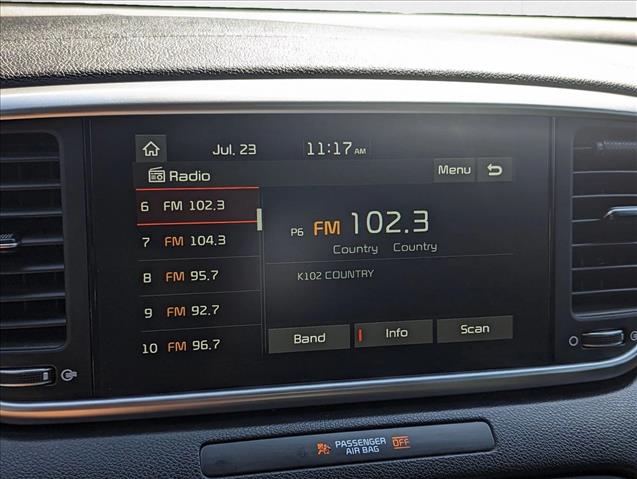 Jul. 23 11:17 AM
Radio Menu
6 FM 102.3
7 FM 104.3
8 FM 95.7
9 FM 92.7
10 FM 96.7
P6 FM 102.3
Country Country
K102 COUNTRY
Band Info Scan
PASSENGER
AIR BAG OFF